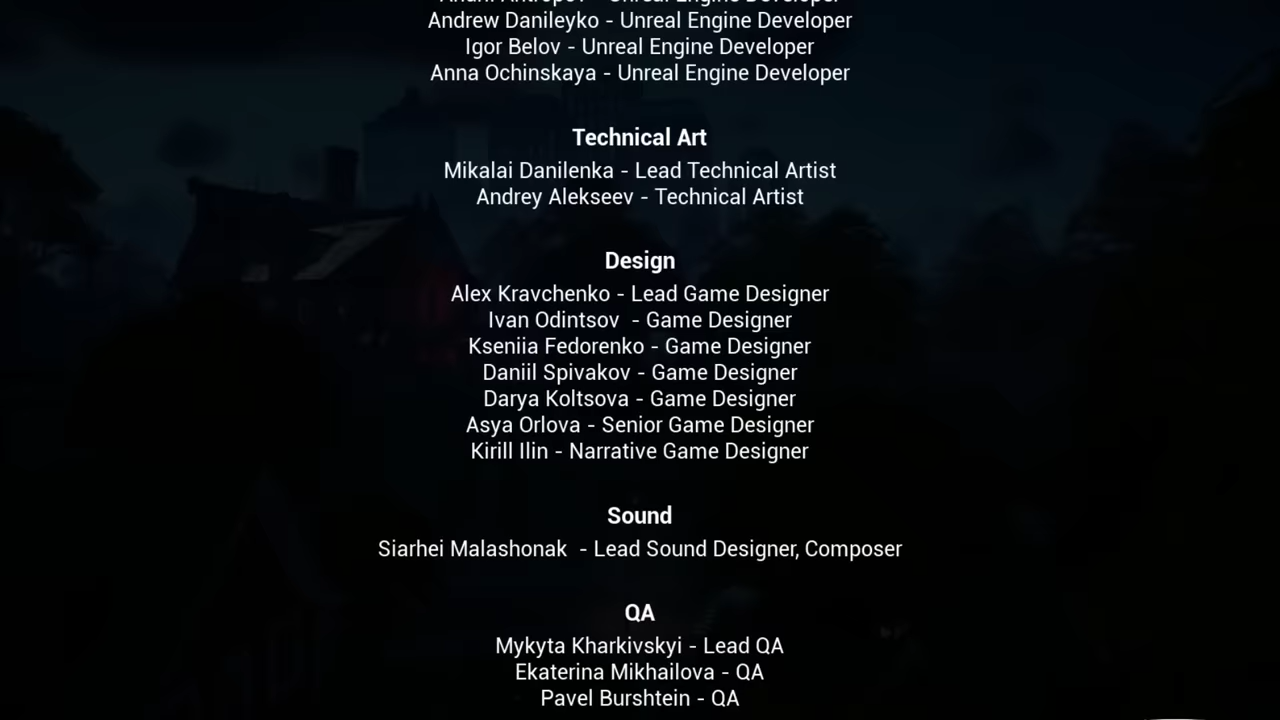 Andrew Danileyko - Unreal Engine Developer
Igor Belov - Unreal Engine Developer
Anna Ochinskaya - Unreal Engine Developer
Technical Art
Mikalai Danilenka - Lead Technical Artist
Andrey Alekseev - Technical Artist
Design
Alex Kravchenko - Lead Game Designer
Ivan Odintsov  - Game Designer
Kseniia Fedorenko - Game Designer
Daniil Spivakov - Game Designer
Darya Koltsova - Game Designer
Asya Orlova - Senior Game Designer
Kirill Ilin - Narrative Game Designer
Sound
Siarhei Malashonak  - Lead Sound Designer, Composer
QA
Mykyta Kharkivskyi - Lead QA
Ekaterina Mikhailova - QA
Pavel Burshtein - QA